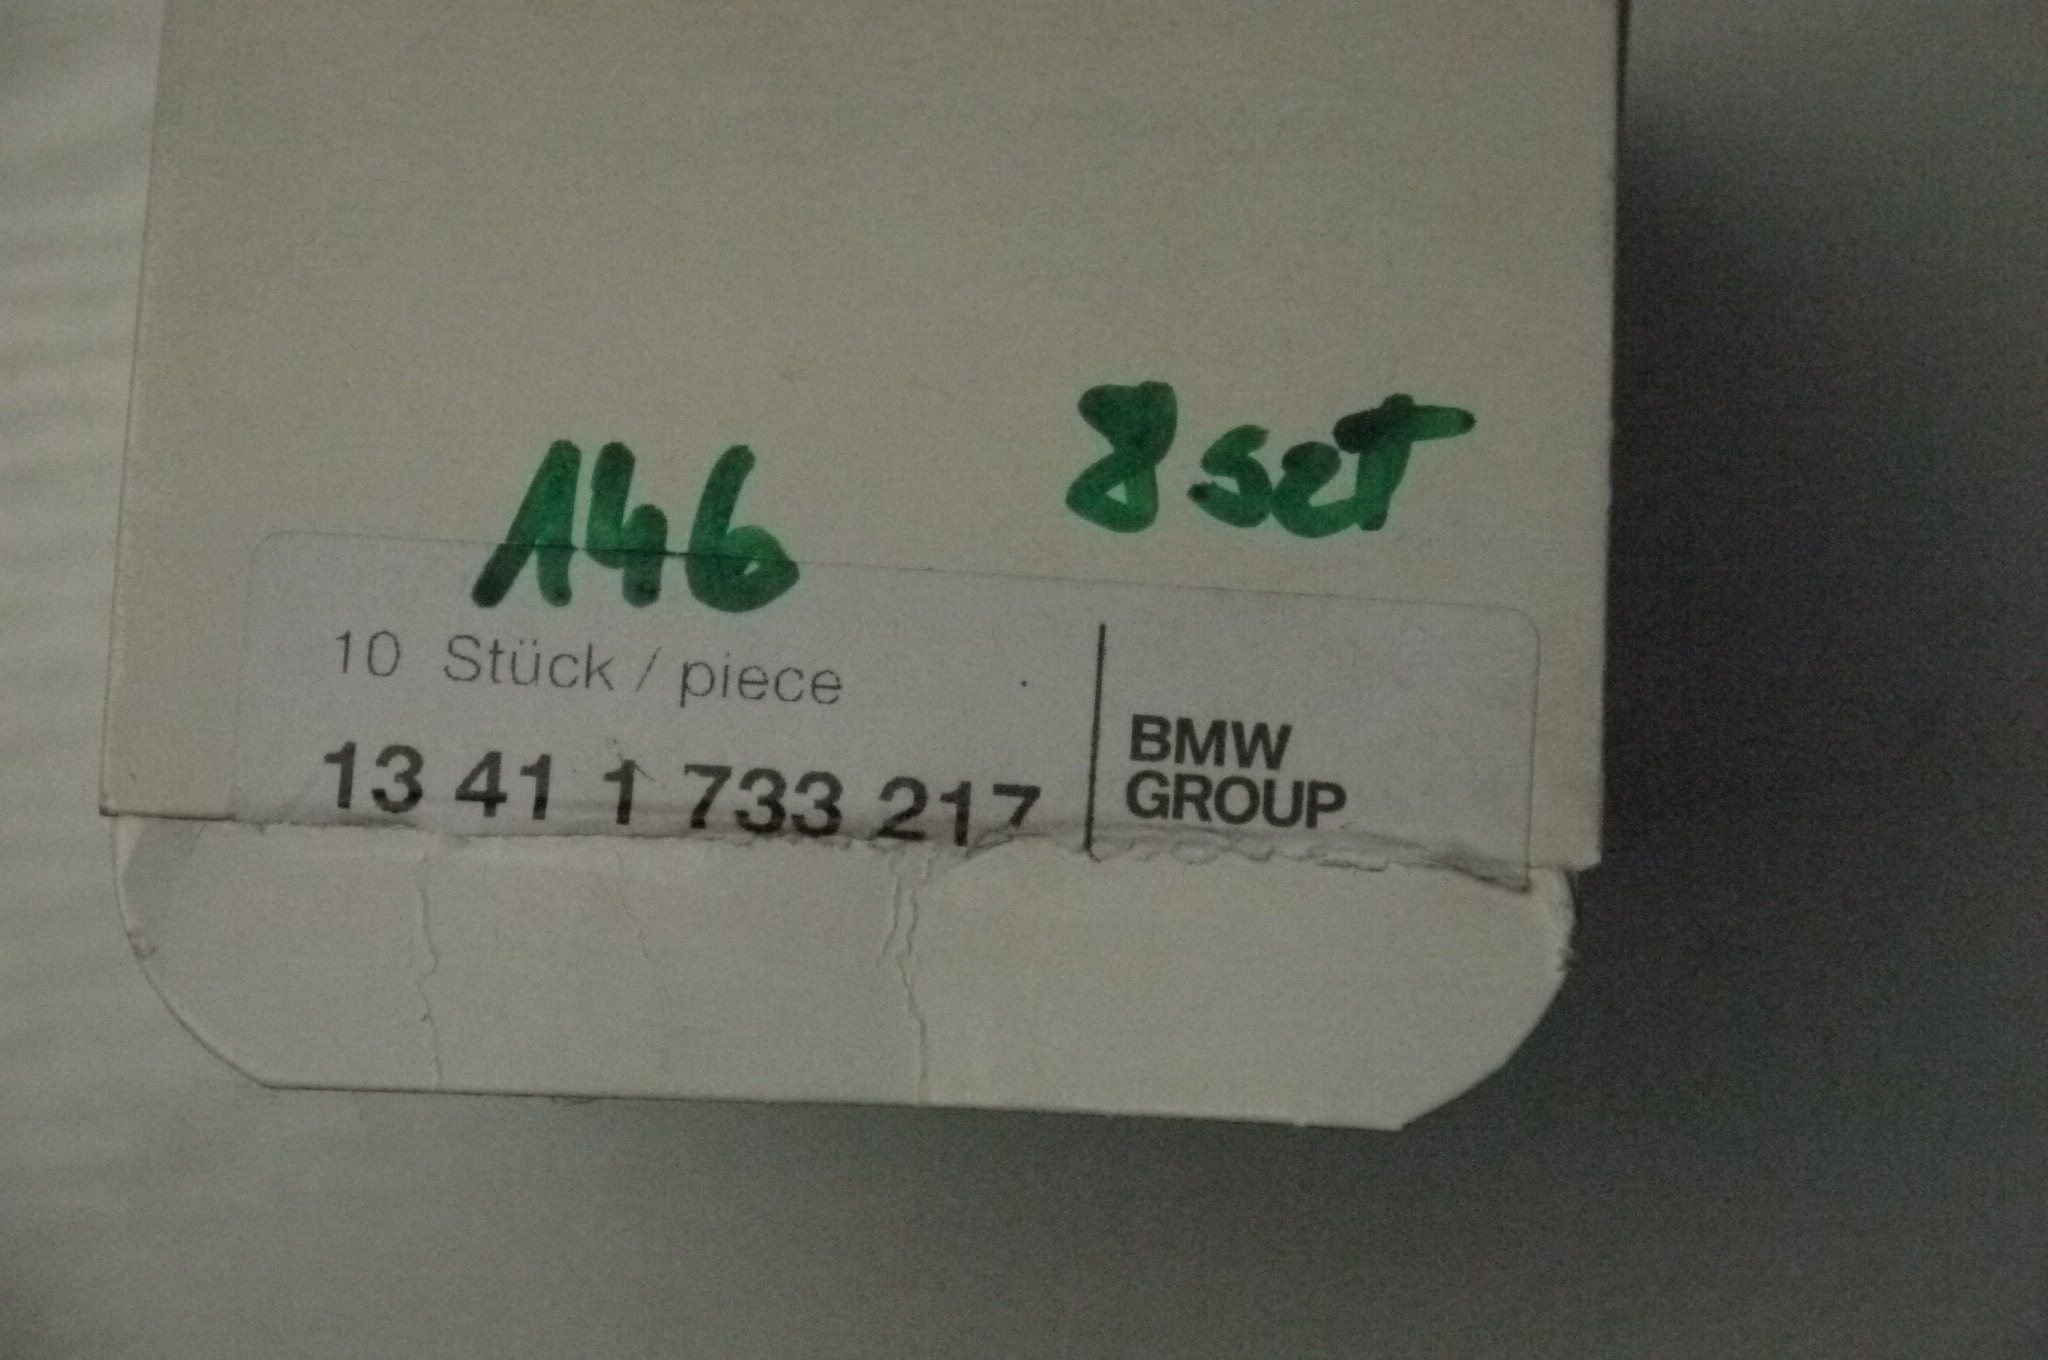 146
8 set
10 Stück / piece
13 41 1 733 217
BMW
GROUP